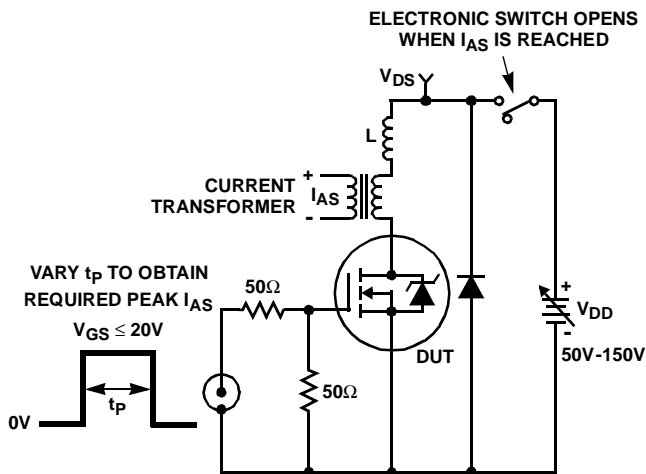 ELECTRONIC SWITCH OPENS
WHEN IAS IS REACHED
VDS
L
+
CURRENT
TRANSFORMER
IAS
-
VARY tP TO OBTAIN
REQUIRED PEAK IAS
50Ω
VGS ≤ 20V
+
VDD
-
DUT
50V-150V
50Ω
0V
tP